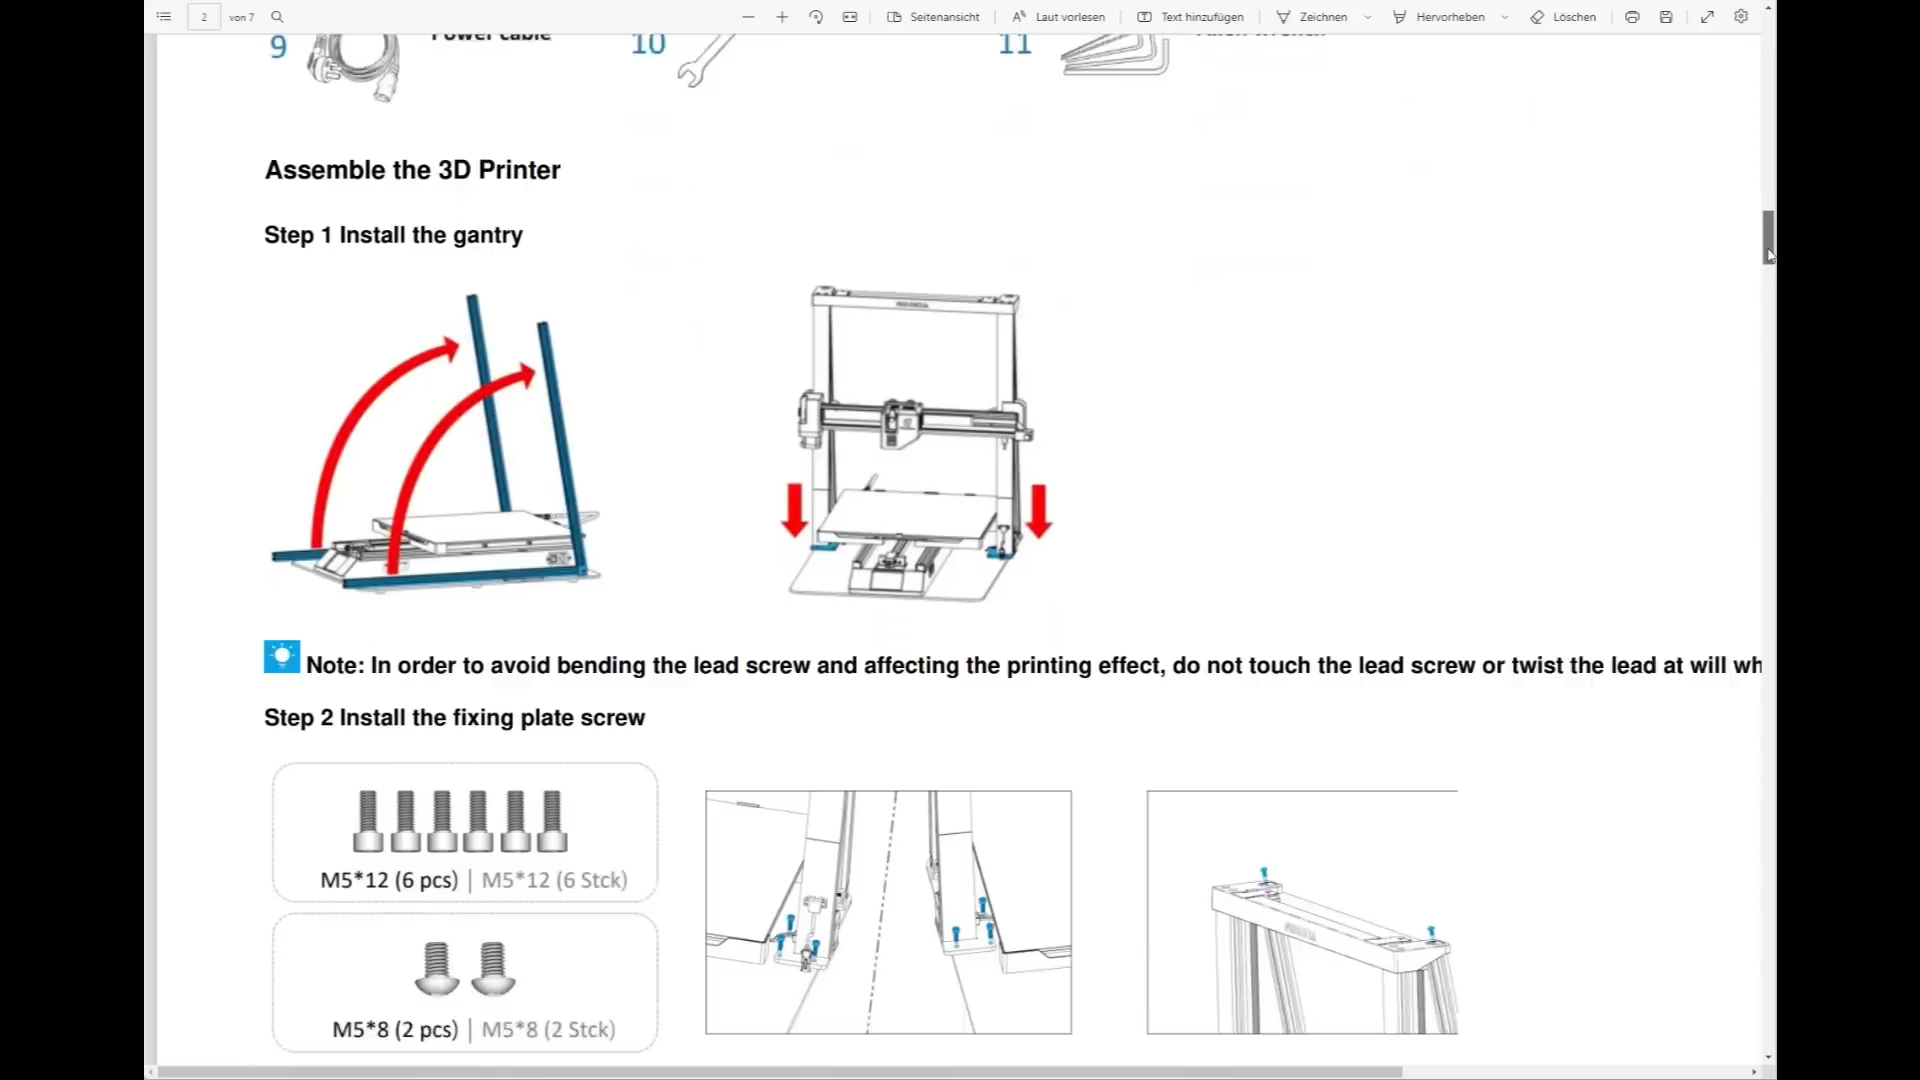 2 von 7 Seitenansicht Laut vorlesen Text hinzufügen Zeichnen Hervorheben Löschen
9 Power cable 10 11
Assemble the 3D Printer
Step 1 Install the gantry
Note: In order to avoid bending the lead screw and affecting the printing effect, do not touch the lead screw or twist the lead at will wh
Step 2 Install the fixing plate screw
M5*12 (6 pcs) | M5*12 (6 Stck)
M5*8 (2 pcs) | M5*8 (2 Stck)